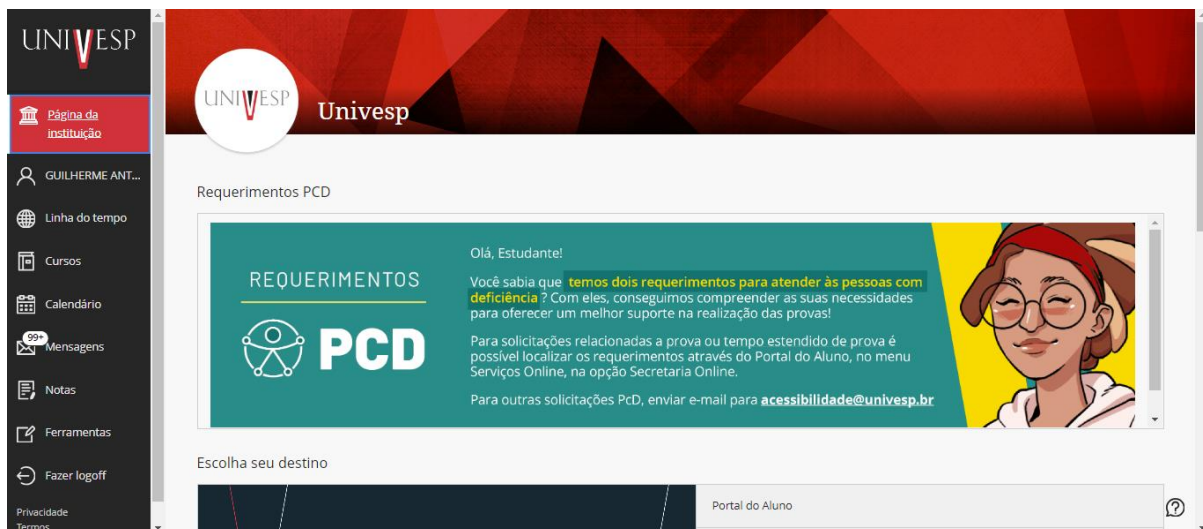 UNIVESP
Página da
instituição
GUILHERME ANT...
Linha do tempo
Cursos
Calendário
99+
Mensagens
Notas
Ferramentas
Fazer logoff
Privacidade
Termos
UNIVESP
Univesp
Requerimentos PCD
REQUERIMENTOS
PCD
Olá, Estudante!
Você sabia que temos dois requerimentos para atender às pessoas com
deficiência ? Com eles, conseguimos compreender as suas necessidades
para oferecer um melhor suporte na realização das provas!
Para solicitações relacionadas a prova ou tempo estendido de prova é
possível localizar os requerimentos através do Portal do Aluno, no menu
Serviços Online, na opção Secretaria Online.
Para outras solicitações PcD, enviar e-mail para acessibilidade@univesp.br
Escolha seu destino
Portal do Aluno